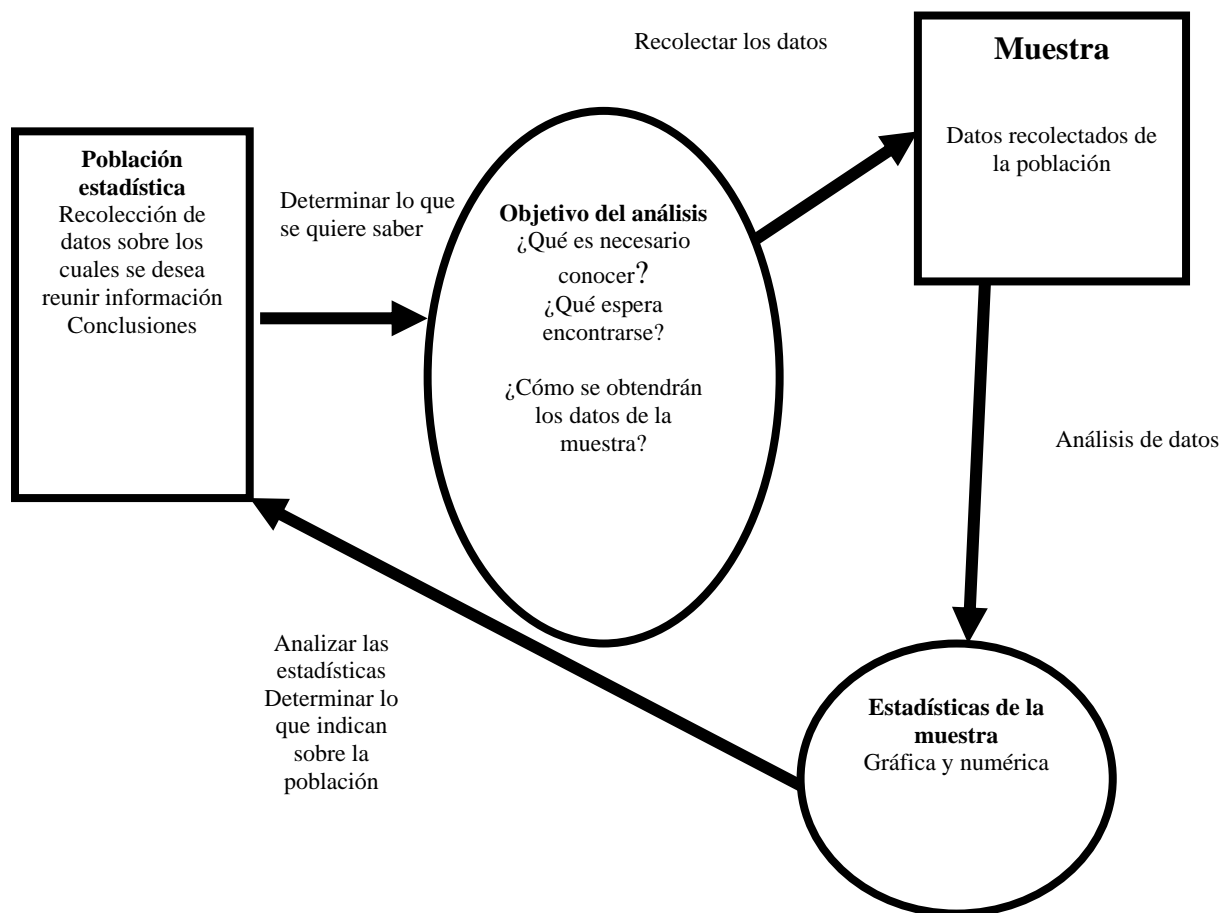 Población
estadística
Recolección de
datos sobre los
cuales se desea
reunir información
Conclusiones
Determinar lo que
se quiere saber
Objetivo del análisis
¿Qué es necesario
conocer?
¿Qué espera
encontrarse?
¿Cómo se obtendrán
los datos de la
muestra?
Recolectar los datos
Muestra
Datos recolectados de
la población
Análisis de datos
Estadísticas de la
muestra
Gráfica y numérica
Analizar las
estadísticas
Determinar lo
que indican
sobre la
población